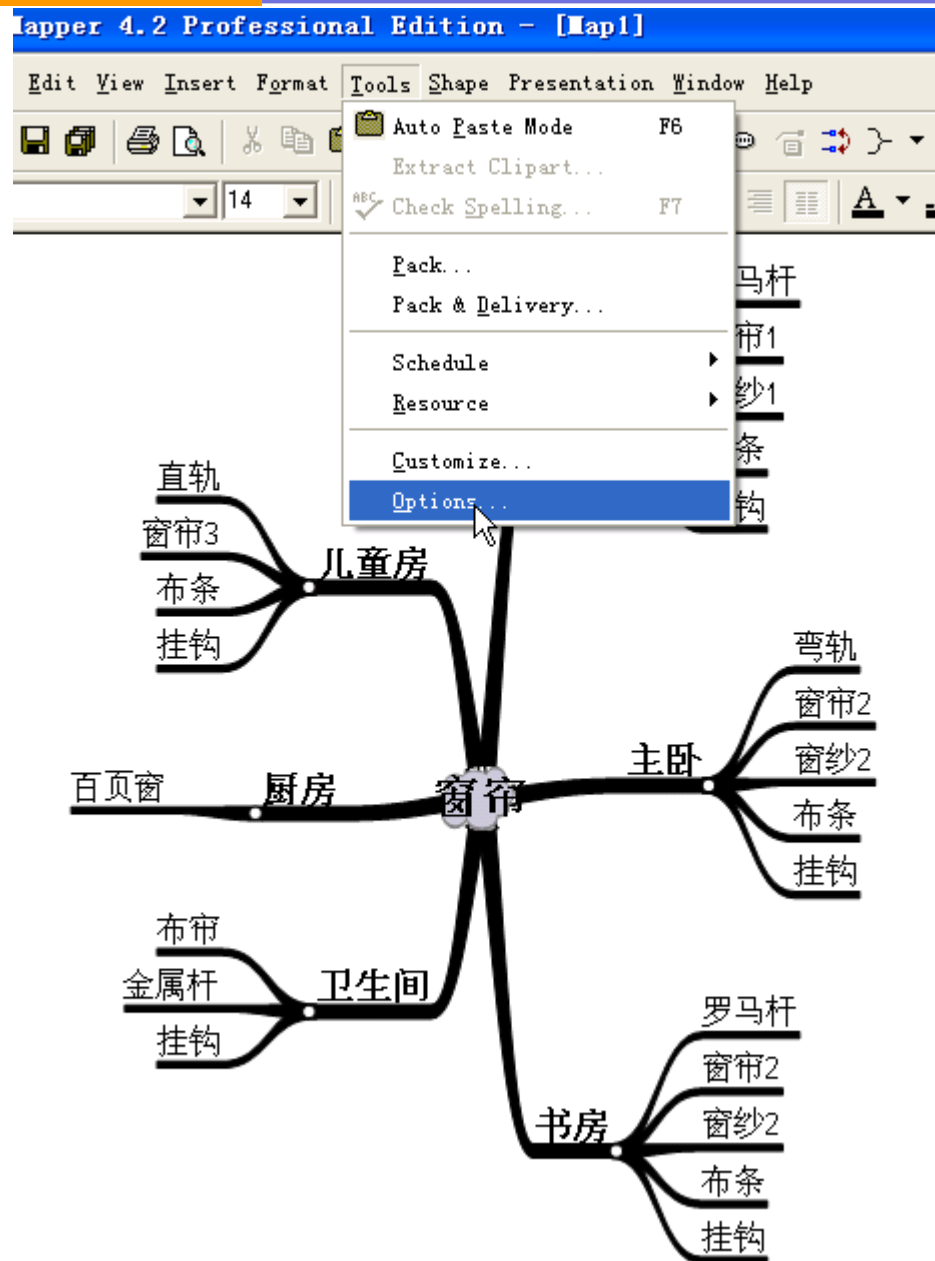 Mapper 4.2 Professional Edition - [Map1]
Edit View Insert Format Tools Shape Presentation Window Help
14
Auto Paste Mode F6
Extract Clipart...
ABC Check Spelling... F7
Pack...
Pack & Delivery...
Schedule
Resource
Customize...
Options...
马杆
帘1
纱1
条
钩
直轨
窗帘3
布条
挂钩
儿童房
弯轨
窗帘2
窗纱2
布条
挂钩
主卧
百页窗
厨房
窗帘
布帘
金属杆
挂钩
卫生间
罗马杆
窗帘2
窗纱2
布条
挂钩
书房